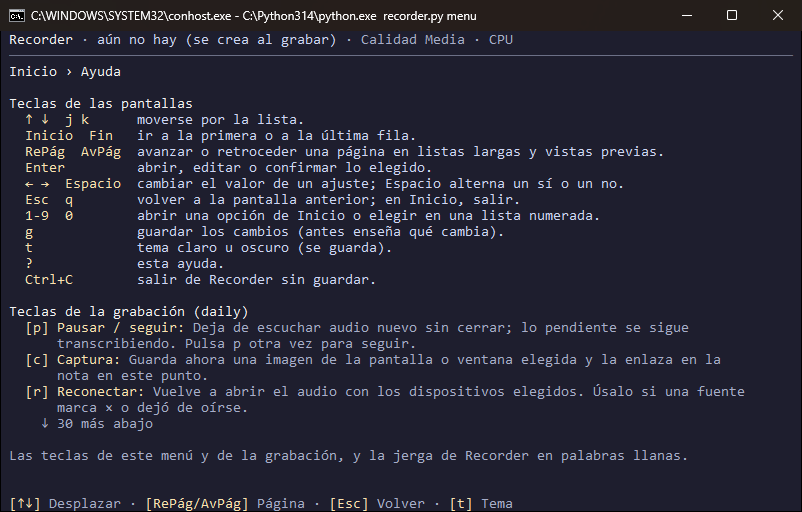 C:\WINDOWS\SYSTEM32\conhost.exe - C:\Python314\python.exe recorder.py menu
Recorder · aún no hay (se crea al grabar) · Calidad Media · CPU
Inicio › Ayuda
Teclas de las pantallas
↑ ↓ j k moverse por la lista.
Inicio Fin ir a la primera o a la última fila.
RePág AvPág avanzar o retroceder una página en listas largas y vistas previas.
Enter abrir, editar o confirmar lo elegido.
← → Espacio cambiar el valor de un ajuste; Espacio alterna un sí o un no.
Esc q volver a la pantalla anterior; en Inicio, salir.
1-9 0 abrir una opción de Inicio o elegir en una lista numerada.
g guardar los cambios (antes enseña qué cambia).
t tema claro u oscuro (se guarda).
? esta ayuda.
Ctrl+C salir de Recorder sin guardar.
Teclas de la grabación (daily)
[p] Pausar / seguir: Deja de escuchar audio nuevo sin cerrar; lo pendiente se sigue
transcribiendo. Pulsa p otra vez para seguir.
[c] Captura: Guarda ahora una imagen de la pantalla o ventana elegida y la enlaza en la
nota en este punto.
[r] Reconectar: Vuelve a abrir el audio con los dispositivos elegidos. Úsalo si una fuente
marca × o dejó de oírse.
↓ 30 más abajo
Las teclas de este menú y de la grabación, y la jerga de Recorder en palabras llanas.
[↑↓] Desplazar · [RePág/AvPág] Página · [Esc] Volver · [t] Tema